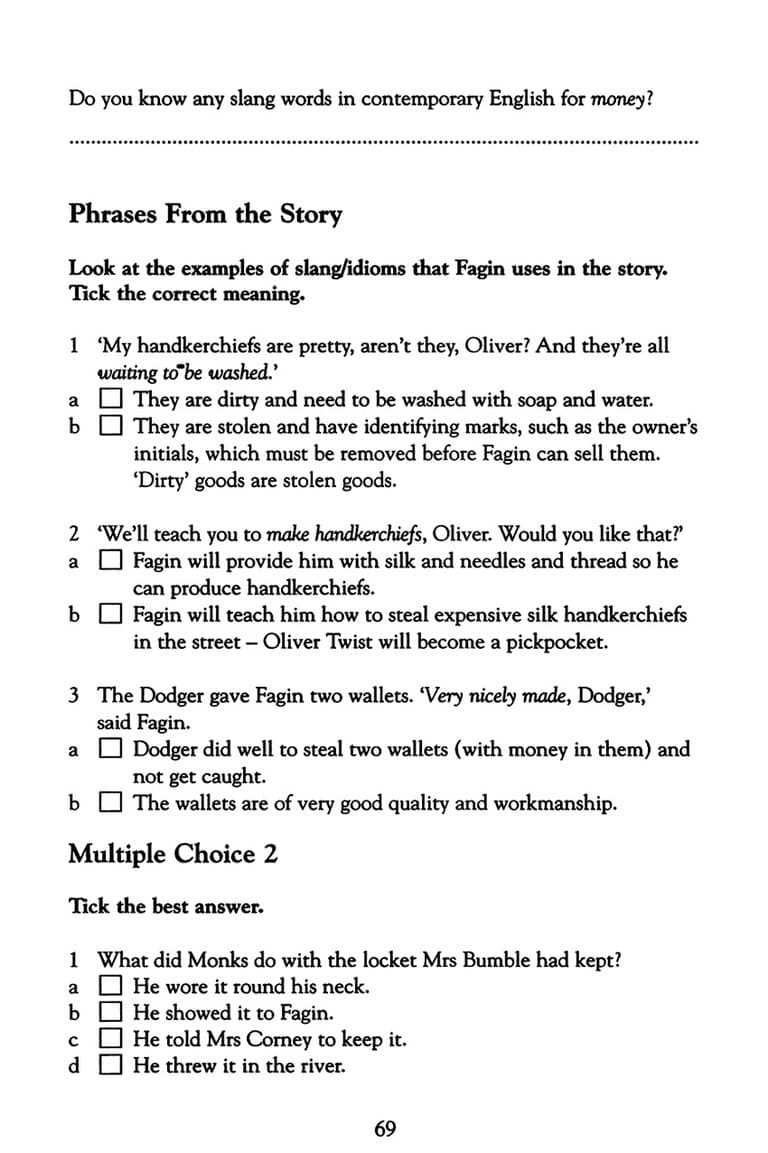 Do you know any slang words in contemporary English for money?
Phrases From the Story
Look at the examples of slang/idioms that Fagin uses in the story.
Tick the correct meaning.
1 ‘My handkerchiefs are pretty, aren’t they, Oliver? And they’re all
waiting to be washed.’
a ☐ They are dirty and need to be washed with soap and water.
b ☐ They are stolen and have identifying marks, such as the owner’s
initials, which must be removed before Fagin can sell them.
‘Dirty’ goods are stolen goods.
2 ‘We’ll teach you to make handkerchiefs, Oliver. Would you like that?’
a ☐ Fagin will provide him with silk and needles and thread so he
can produce handkerchiefs.
b ☐ Fagin will teach him how to steal expensive silk handkerchiefs
in the street – Oliver Twist will become a pickpocket.
3 The Dodger gave Fagin two wallets. ‘Very nicely made, Dodger,’
said Fagin.
a ☐ Dodger did well to steal two wallets (with money in them) and
not get caught.
b ☐ The wallets are of very good quality and workmanship.
Multiple Choice 2
Tick the best answer.
1 What did Monks do with the locket Mrs Bumble had kept?
a ☐ He wore it round his neck.
b ☐ He showed it to Fagin.
c ☐ He told Mrs Corney to keep it.
d ☐ He threw it in the river.
69